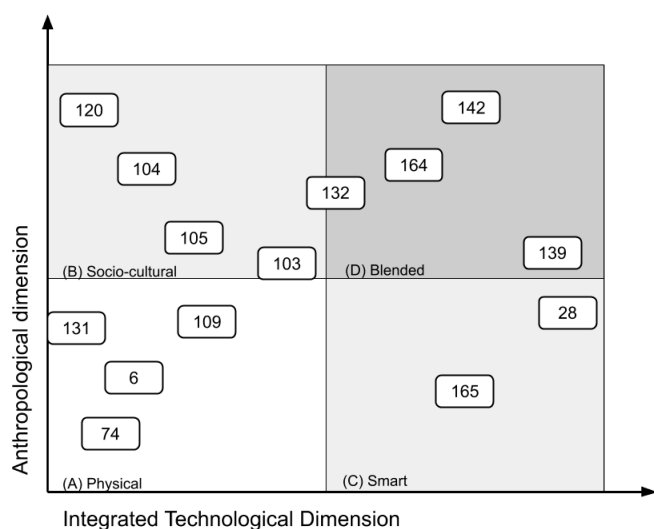 120
142
104
164
132
105
103
139
(B) Socio-cultural
(D) Blended
131
109
28
6
165
74
(A) Physical
(C) Smart
Anthropological dimension
Integrated Technological Dimension